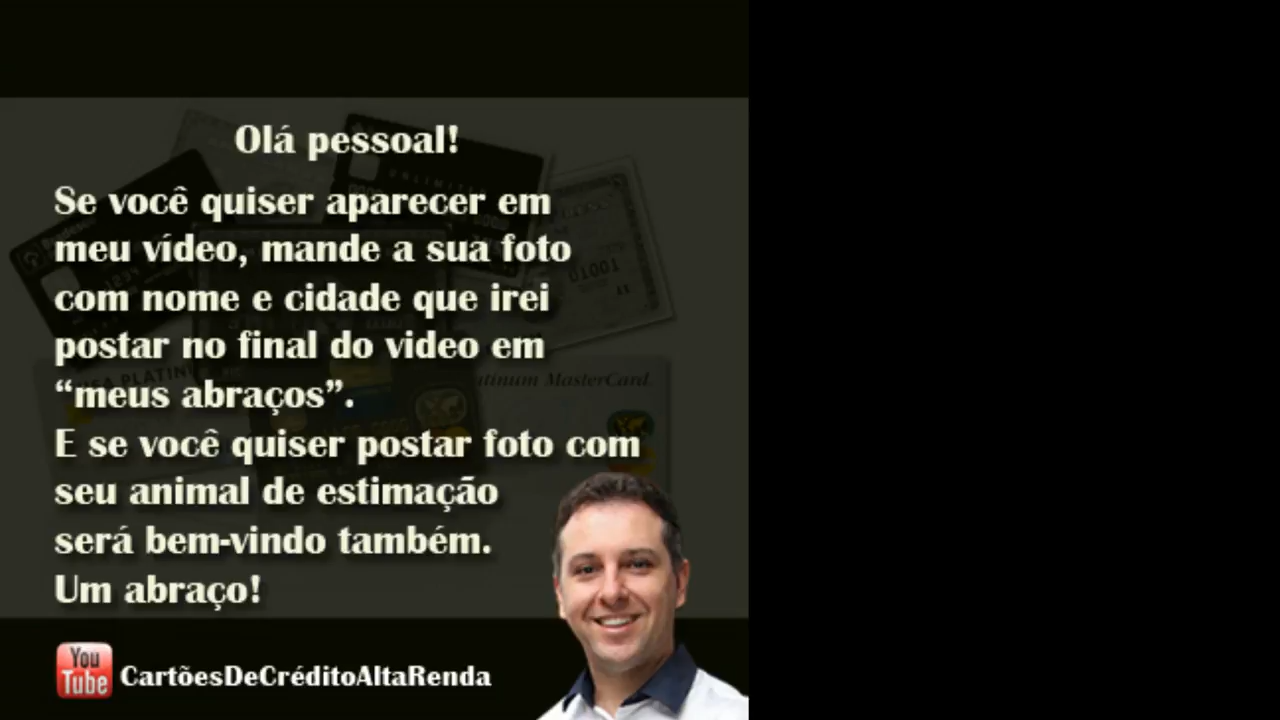 Olá pessoal!
Se você quiser aparecer em
meu vídeo, mande a sua foto
com nome e cidade que irei
postar no final do video em
“meus abraços”.
E se você quiser postar foto com
seu animal de estimação
será bem-vindo também.
Um abraço!
You
Tube
CartõesDeCréditoAltaRenda